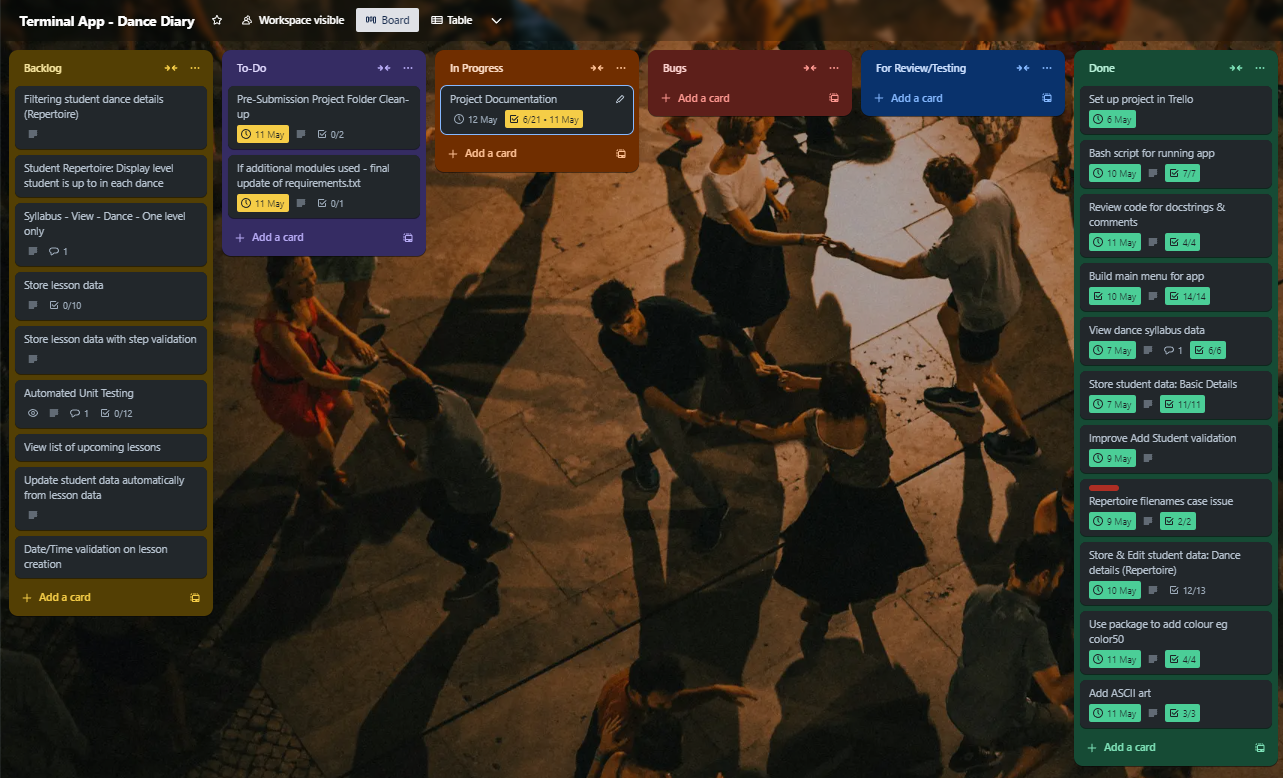 Terminal App - Dance Diary
Workspace visible
Board
Table
Backlog
Filtering student dance details
(Repertoire)
Student Repertoire: Display level
student is up to in each dance
Syllabus - View - Dance - One level
only
1
Store lesson data
0/10
Store lesson data with step validation
Automated Unit Testing
1 0/12
View list of upcoming lessons
Update student data automatically
from lesson data
Date/Time validation on lesson
creation
+ Add a card
To-Do
Pre-Submission Project Folder Clean-
up
11 May 0/2
If additional modules used - final
update of requirements.txt
11 May 0/1
+ Add a card
In Progress
Project Documentation
12 May 6/21 • 11 May
+ Add a card
Bugs
+ Add a card
For Review/Testing
+ Add a card
Done
Set up project in Trello
6 May
Bash script for running app
10 May 7/7
Review code for docstrings &
comments
11 May 4/4
Build main menu for app
10 May 14/14
View dance syllabus data
7 May 1 6/6
Store student data: Basic Details
7 May 11/11
Improve Add Student validation
9 May
Repertoire filenames case issue
9 May 2/2
Store & Edit student data: Dance
details (Repertoire)
10 May 12/13
Use package to add colour eg
color50
11 May 4/4
Add ASCII art
11 May 3/3
+ Add a card